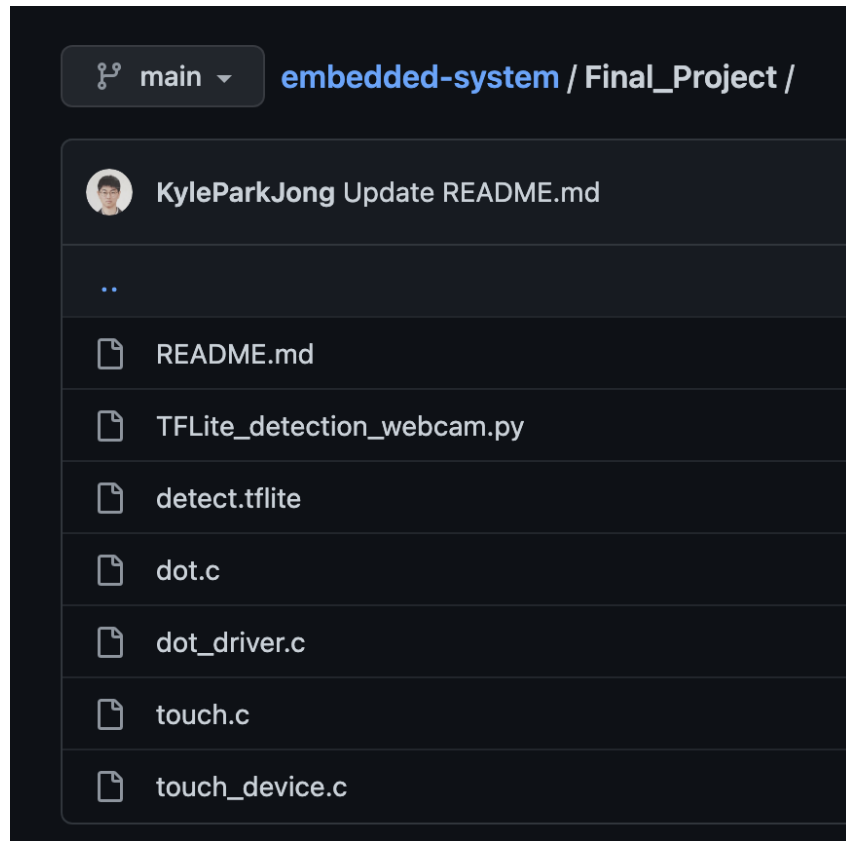 main
embedded-system / Final_Project /
KyleParkJong Update README.md
..
README.md
TFLite_detection_webcam.py
detect.tflite
dot.c
dot_driver.c
touch.c
touch_device.c